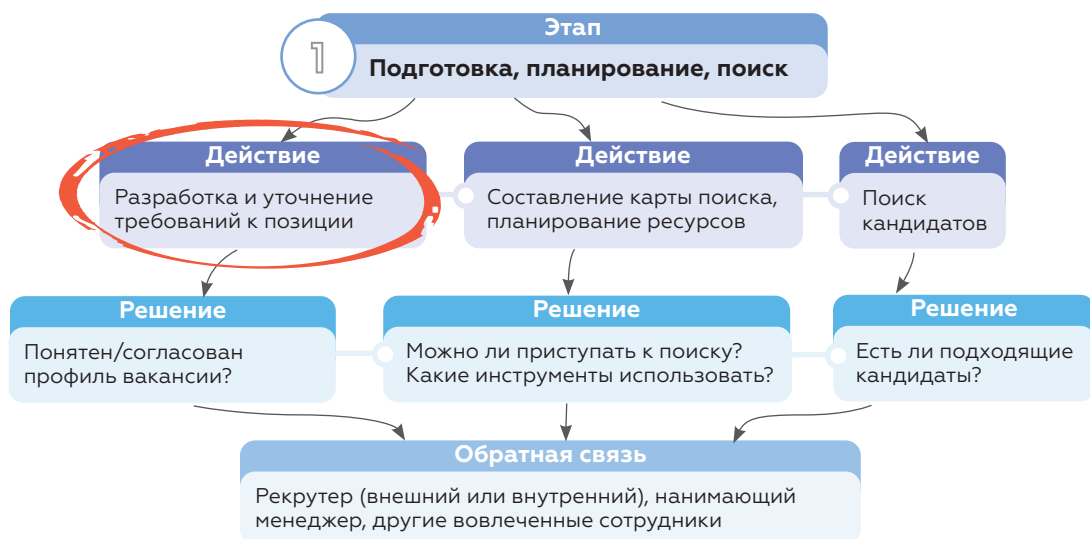 Этап
1
Подготовка, планирование, поиск
Действие
Разработка и уточнение
требований к позиции
Действие
Составление карты поиска,
планирование ресурсов
Действие
Поиск
кандидатов
Решение
Понятен/согласован
профиль вакансии?
Решение
Можно ли приступать к поиску?
Какие инструменты использовать?
Решение
Есть ли подходящие
кандидаты?
Обратная связь
Рекрутер (внешний или внутренний), нанимающий
менеджер, другие вовлеченные сотрудники